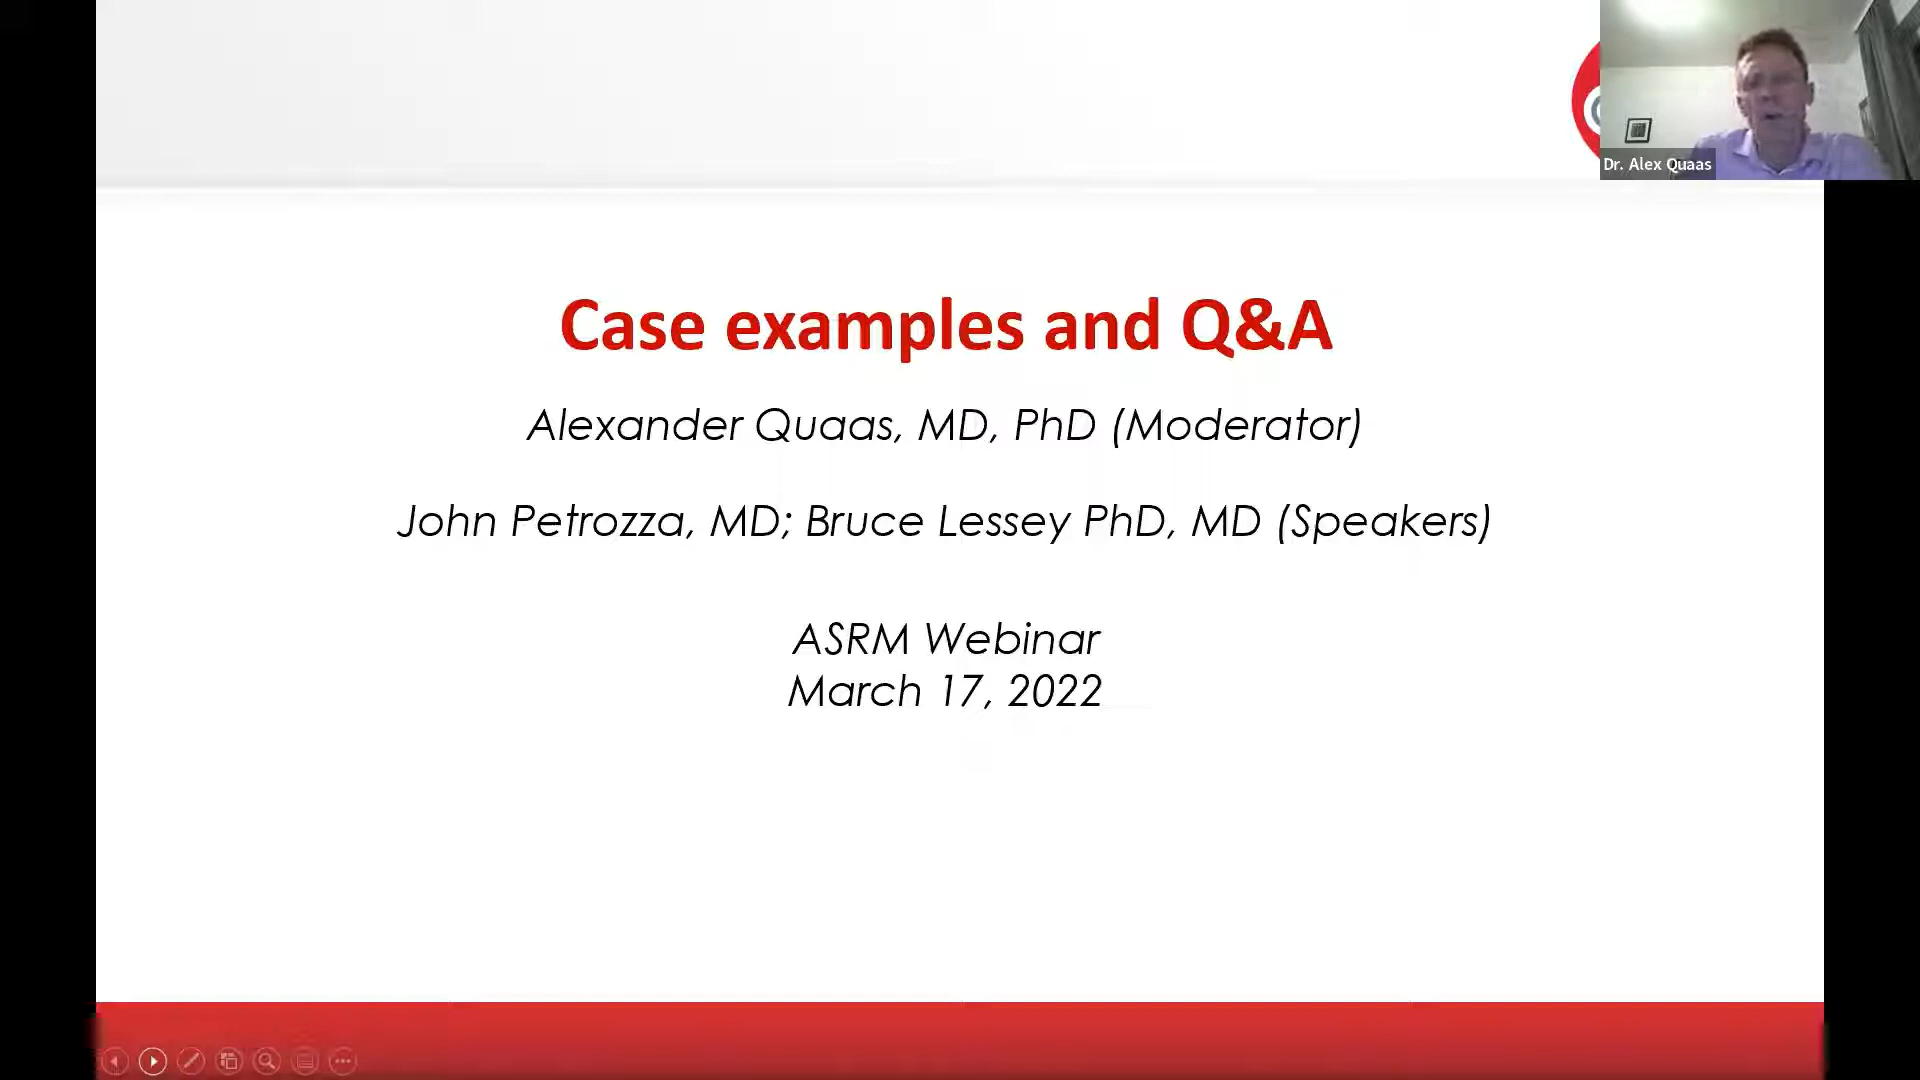 Dr. Alex Quaas
Case examples and Q&A
Alexander Quaas, MD, PhD (Moderator)
John Petrozza, MD; Bruce Lessey PhD, MD (Speakers)
ASRM Webinar
March 17, 2022